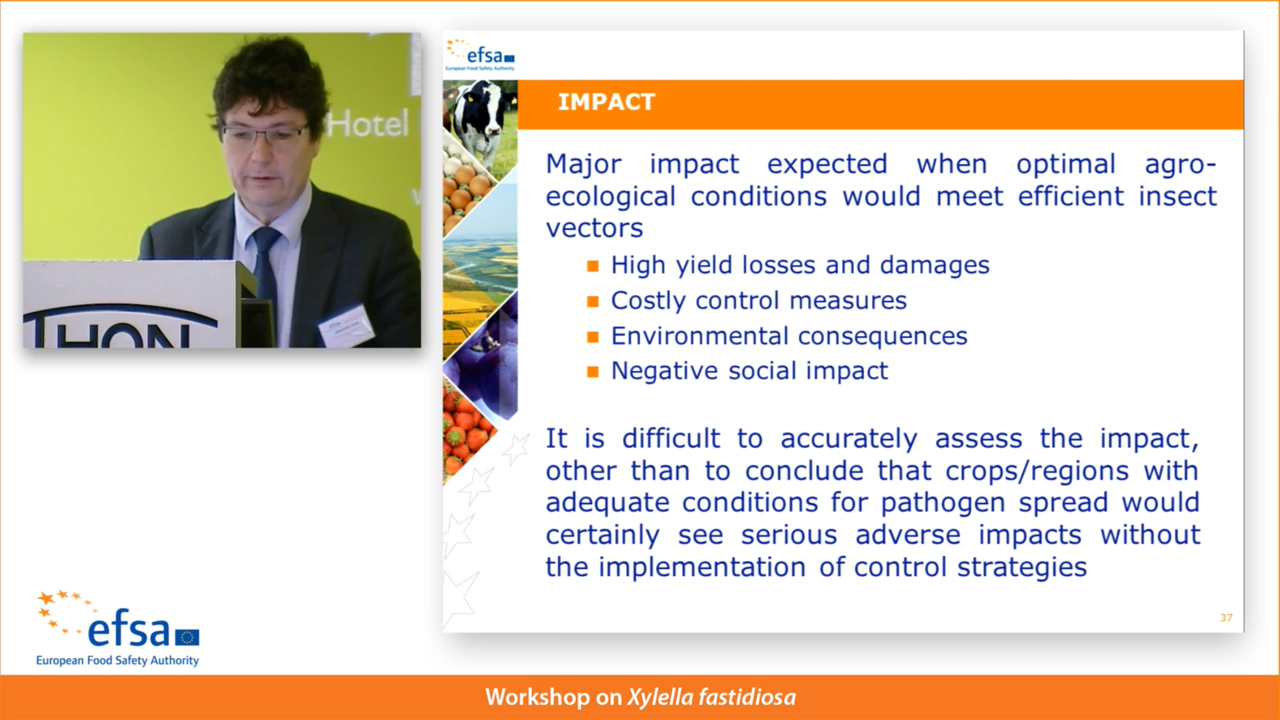 efsa
European Food Safety Authority
Hotel
THON
efsa
IMPACT
Major impact expected when optimal agro-
ecological conditions would meet efficient insect
vectors
High yield losses and damages
Costly control measures
Environmental consequences
Negative social impact
It is difficult to accurately assess the impact,
other than to conclude that crops/regions with
adequate conditions for pathogen spread would
certainly see serious adverse impacts without
the implementation of control strategies
37
efsa
European Food Safety Authority
Workshop on Xylella fastidiosa